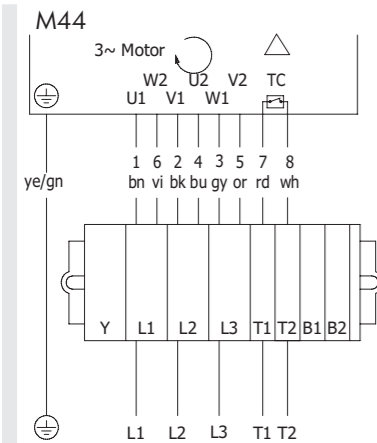 M44
3~ Motor
W2 U2 V2 TC
U1 V1 W1
1 6 2 4 3 5 7 8
ye/gn bn vi bk bu gy or rd wh
Y L1 L2 L3 T1 T2 B1 B2
L1 L2 L3 T1 T2